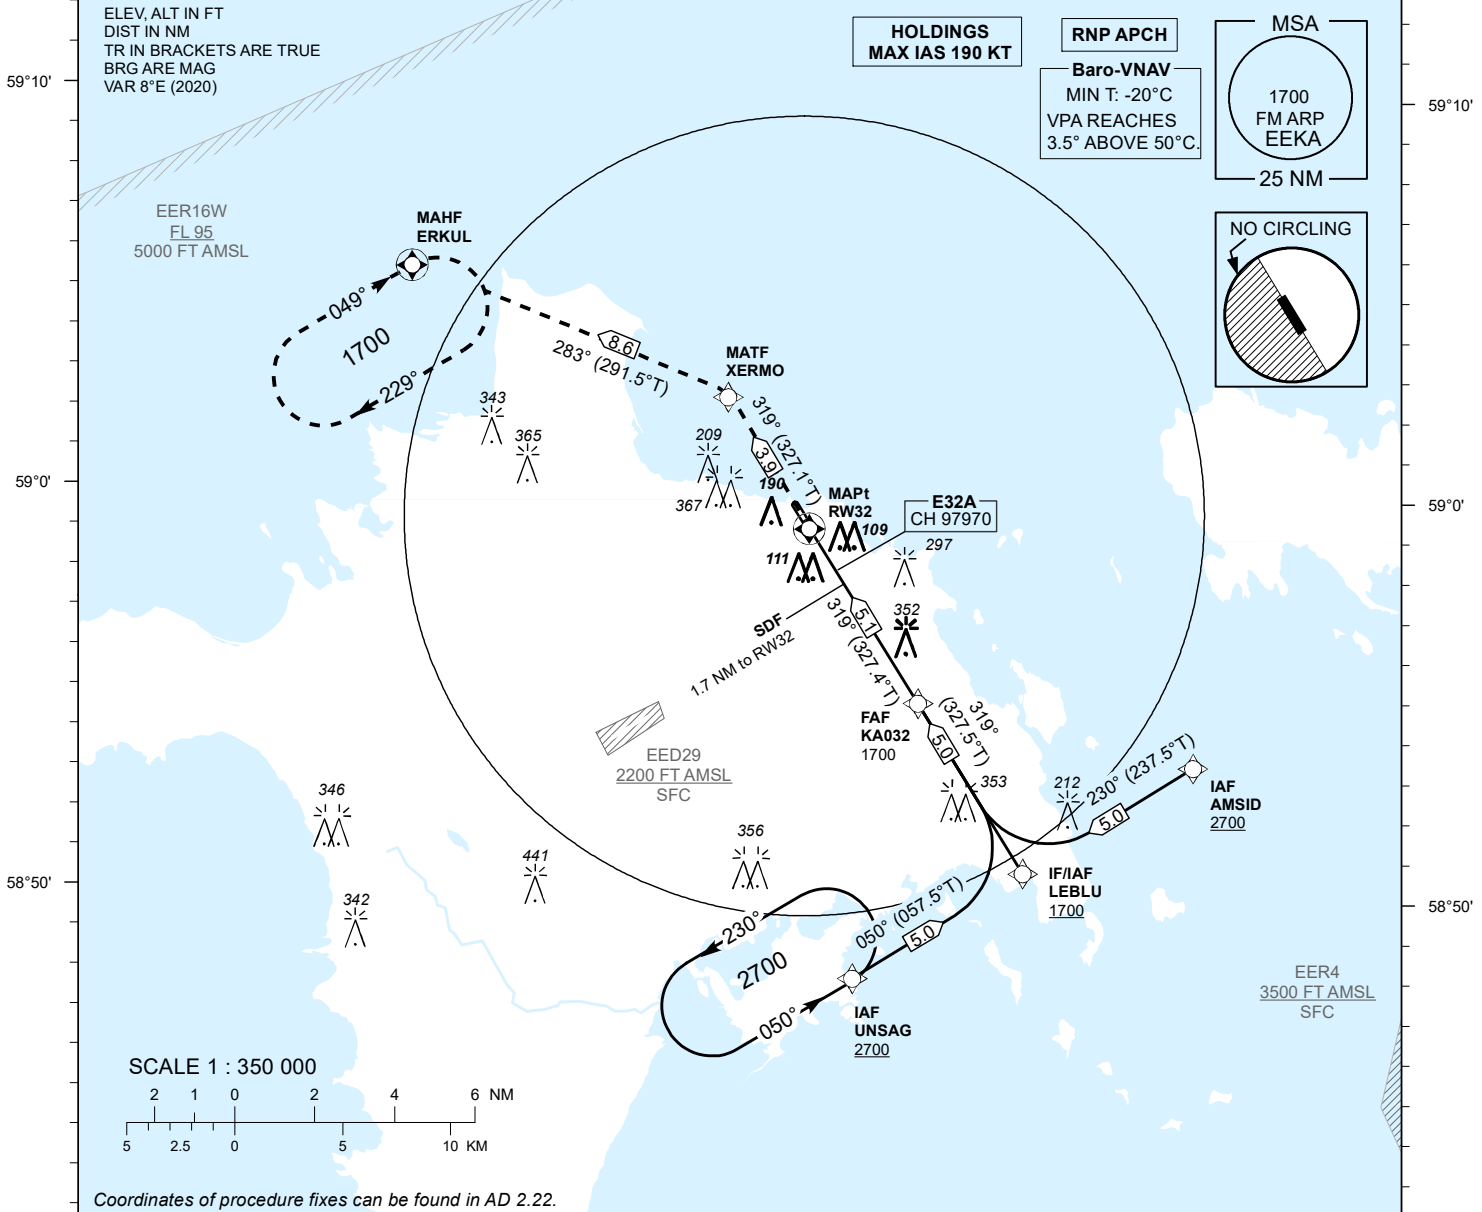 ELEV, ALT IN FT
DIST IN NM
TR IN BRACKETS ARE TRUE
BRG ARE MAG
VAR 8°E (2020)
HOLDINGS
MAX IAS 190 KT
RNP APCH
Baro-VNAV
MIN T: -20°C
VPA REACHES
3.5° ABOVE 50°C.
MSA
1700
FM ARP
EEKA
25 NM
NO CIRCLING
59°10'
59°10'
EER16W
FL 95
5000 FT AMSL
MAHF
ERKUL
049°
1700
229°
8.6
283° (291.5°T)
MATF
XERMO
319° (327.1°T)
3.9
343
365
209
367
190
59°0'
59°0'
MAPt
RW32
109
111
E32A
CH 97970
297
352
SDF
1.7 NM to RW32
5.1
319° (327.4°T)
FAF
KA032
1700
319°
(327.5°T)
5.0
EED29
2200 FT AMSL
SFC
353
212
230° (237.5°T)
5.0
IAF
AMSID
2700
346
356
441
342
58°50'
58°50'
IF/IAF
LEBLU
1700
050° (057.5°T)
5.0
230°
2700
050°
IAF
UNSAG
2700
EER4
3500 FT AMSL
SFC
SCALE 1 : 350 000
2 1 0 2 4 6 NM
5 2.5 0 5 10 KM
Coordinates of procedure fixes can be found in AD 2.22.